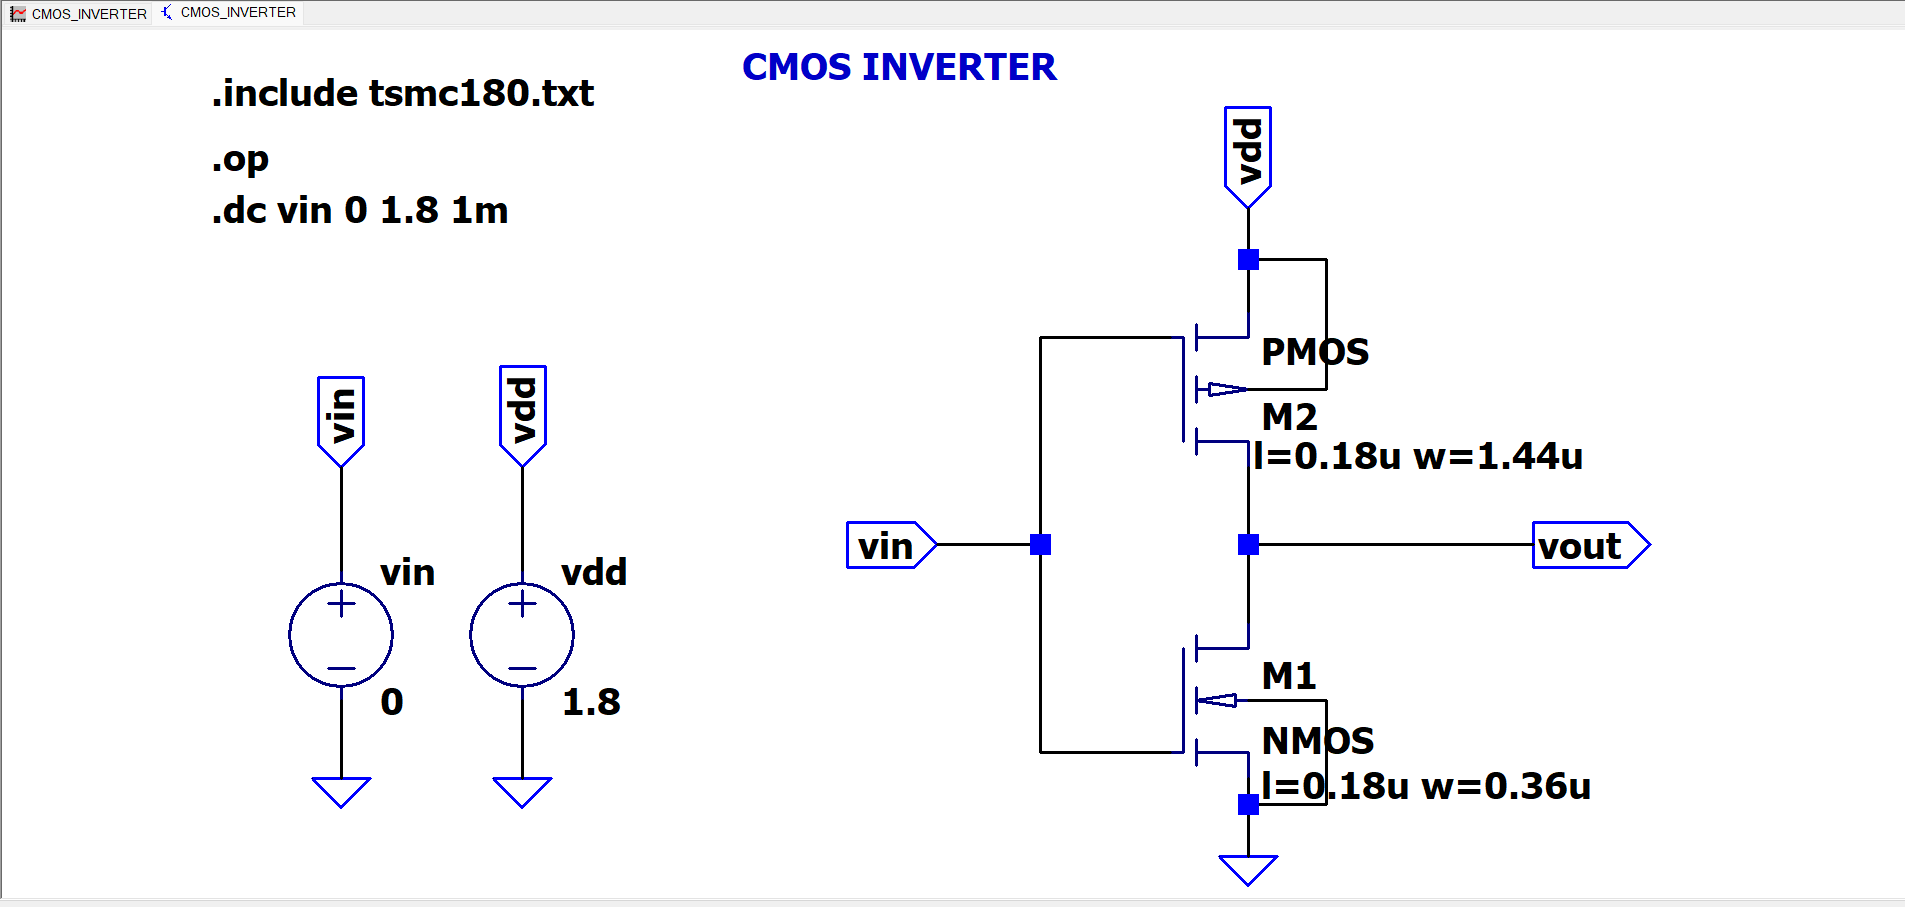 CMOS_INVERTER
CMOS_INVERTER
CMOS INVERTER
.include tsmc180.txt
.op
.dc vin 0 1.8 1m
vdd
PMOS
M2
l=0.18u w=1.44u
vin
vdd
vin
vdd
0
1.8
vin
vout
M1
NMOS
l=0.18u w=0.36u